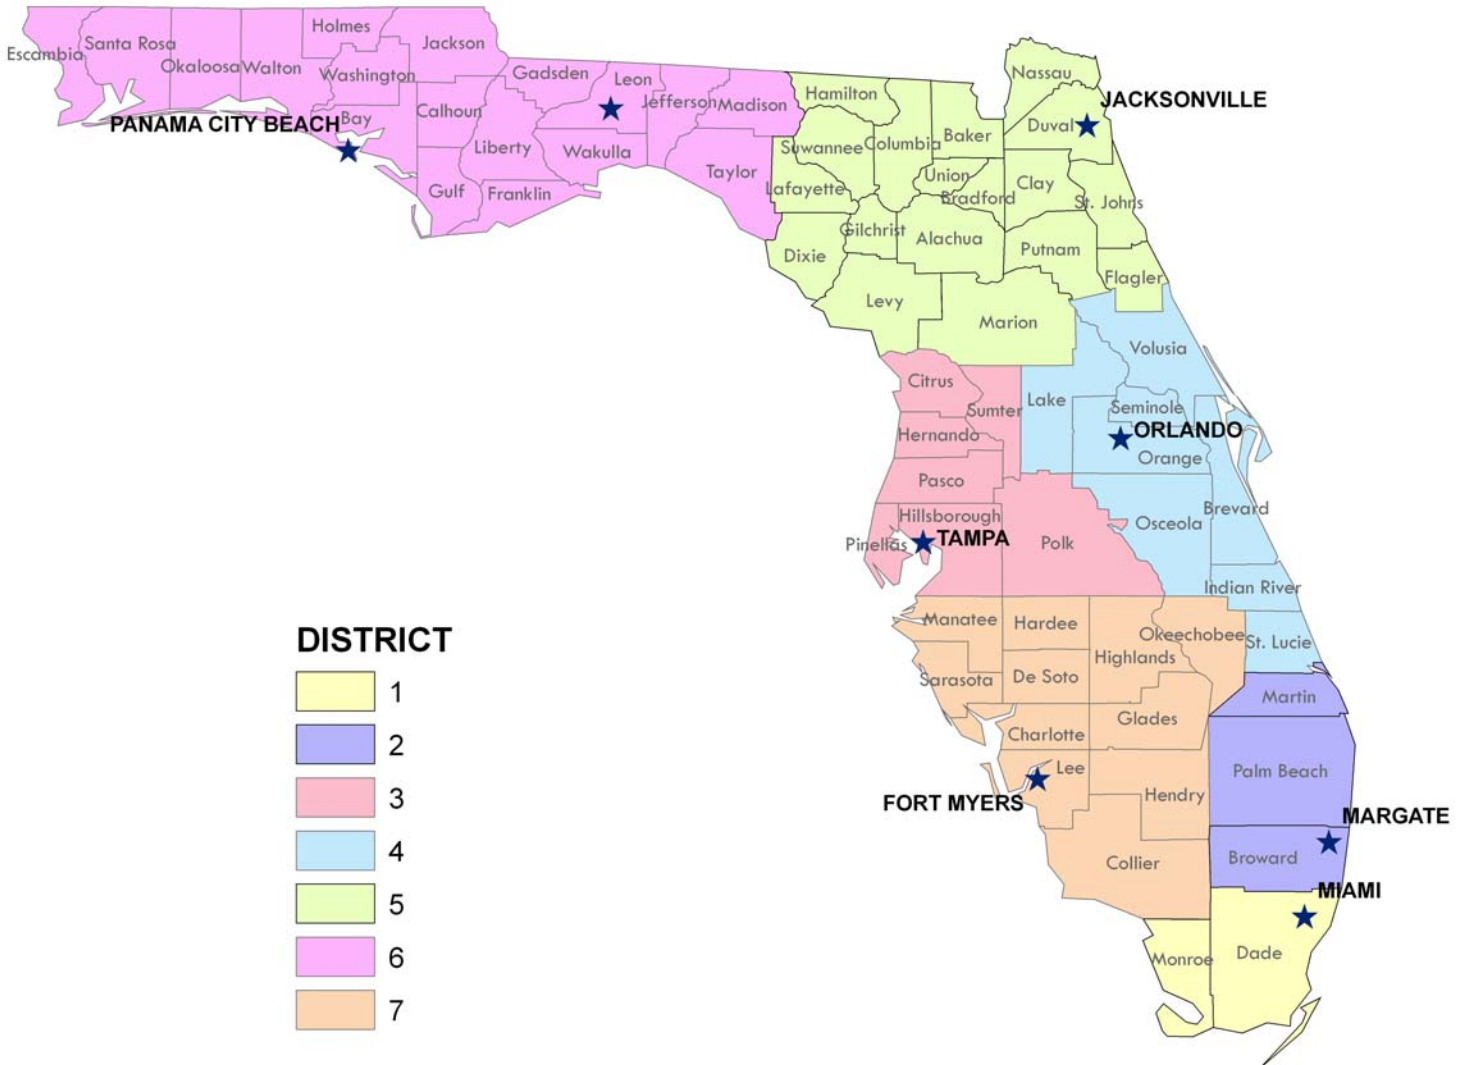 Escambia
Santa Rosa
Okaloosa
Walton
Holmes
Washington
Jackson
Bay
PANAMA CITY BEACH
Calhoun
Gulf
Liberty
Franklin
Gadsden
Leon
Wakulla
Jefferson
Madison
Taylor
Hamilton
Suwannee
Lafayette
Columbia
Baker
Nassau
Duval
JACKSONVILLE
Union
Bradford
Clay
St. Johns
Gilchrist
Dixie
Alachua
Putnam
Flagler
Levy
Marion
Volusia
Citrus
Sumter
Lake
Seminole
ORLANDO
Orange
Hernando
Pasco
Hillsborough
Pinellas
TAMPA
Polk
Osceola
Brevard
Indian River
Manatee
Hardee
Highlands
Okeechobee
St. Lucie
Sarasota
De Soto
Martin
Charlotte
Glades
Lee
FORT MYERS
Hendry
Palm Beach
MARGATE
Collier
Broward
MIAMI
Monroe
Dade
DISTRICT
1
2
3
4
5
6
7